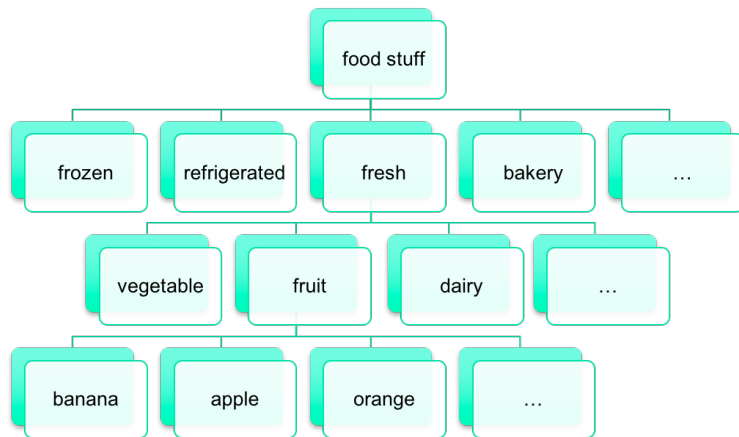 food stuff
frozen
refrigerated
fresh
bakery
…
vegetable
fruit
dairy
…
banana
apple
orange
…